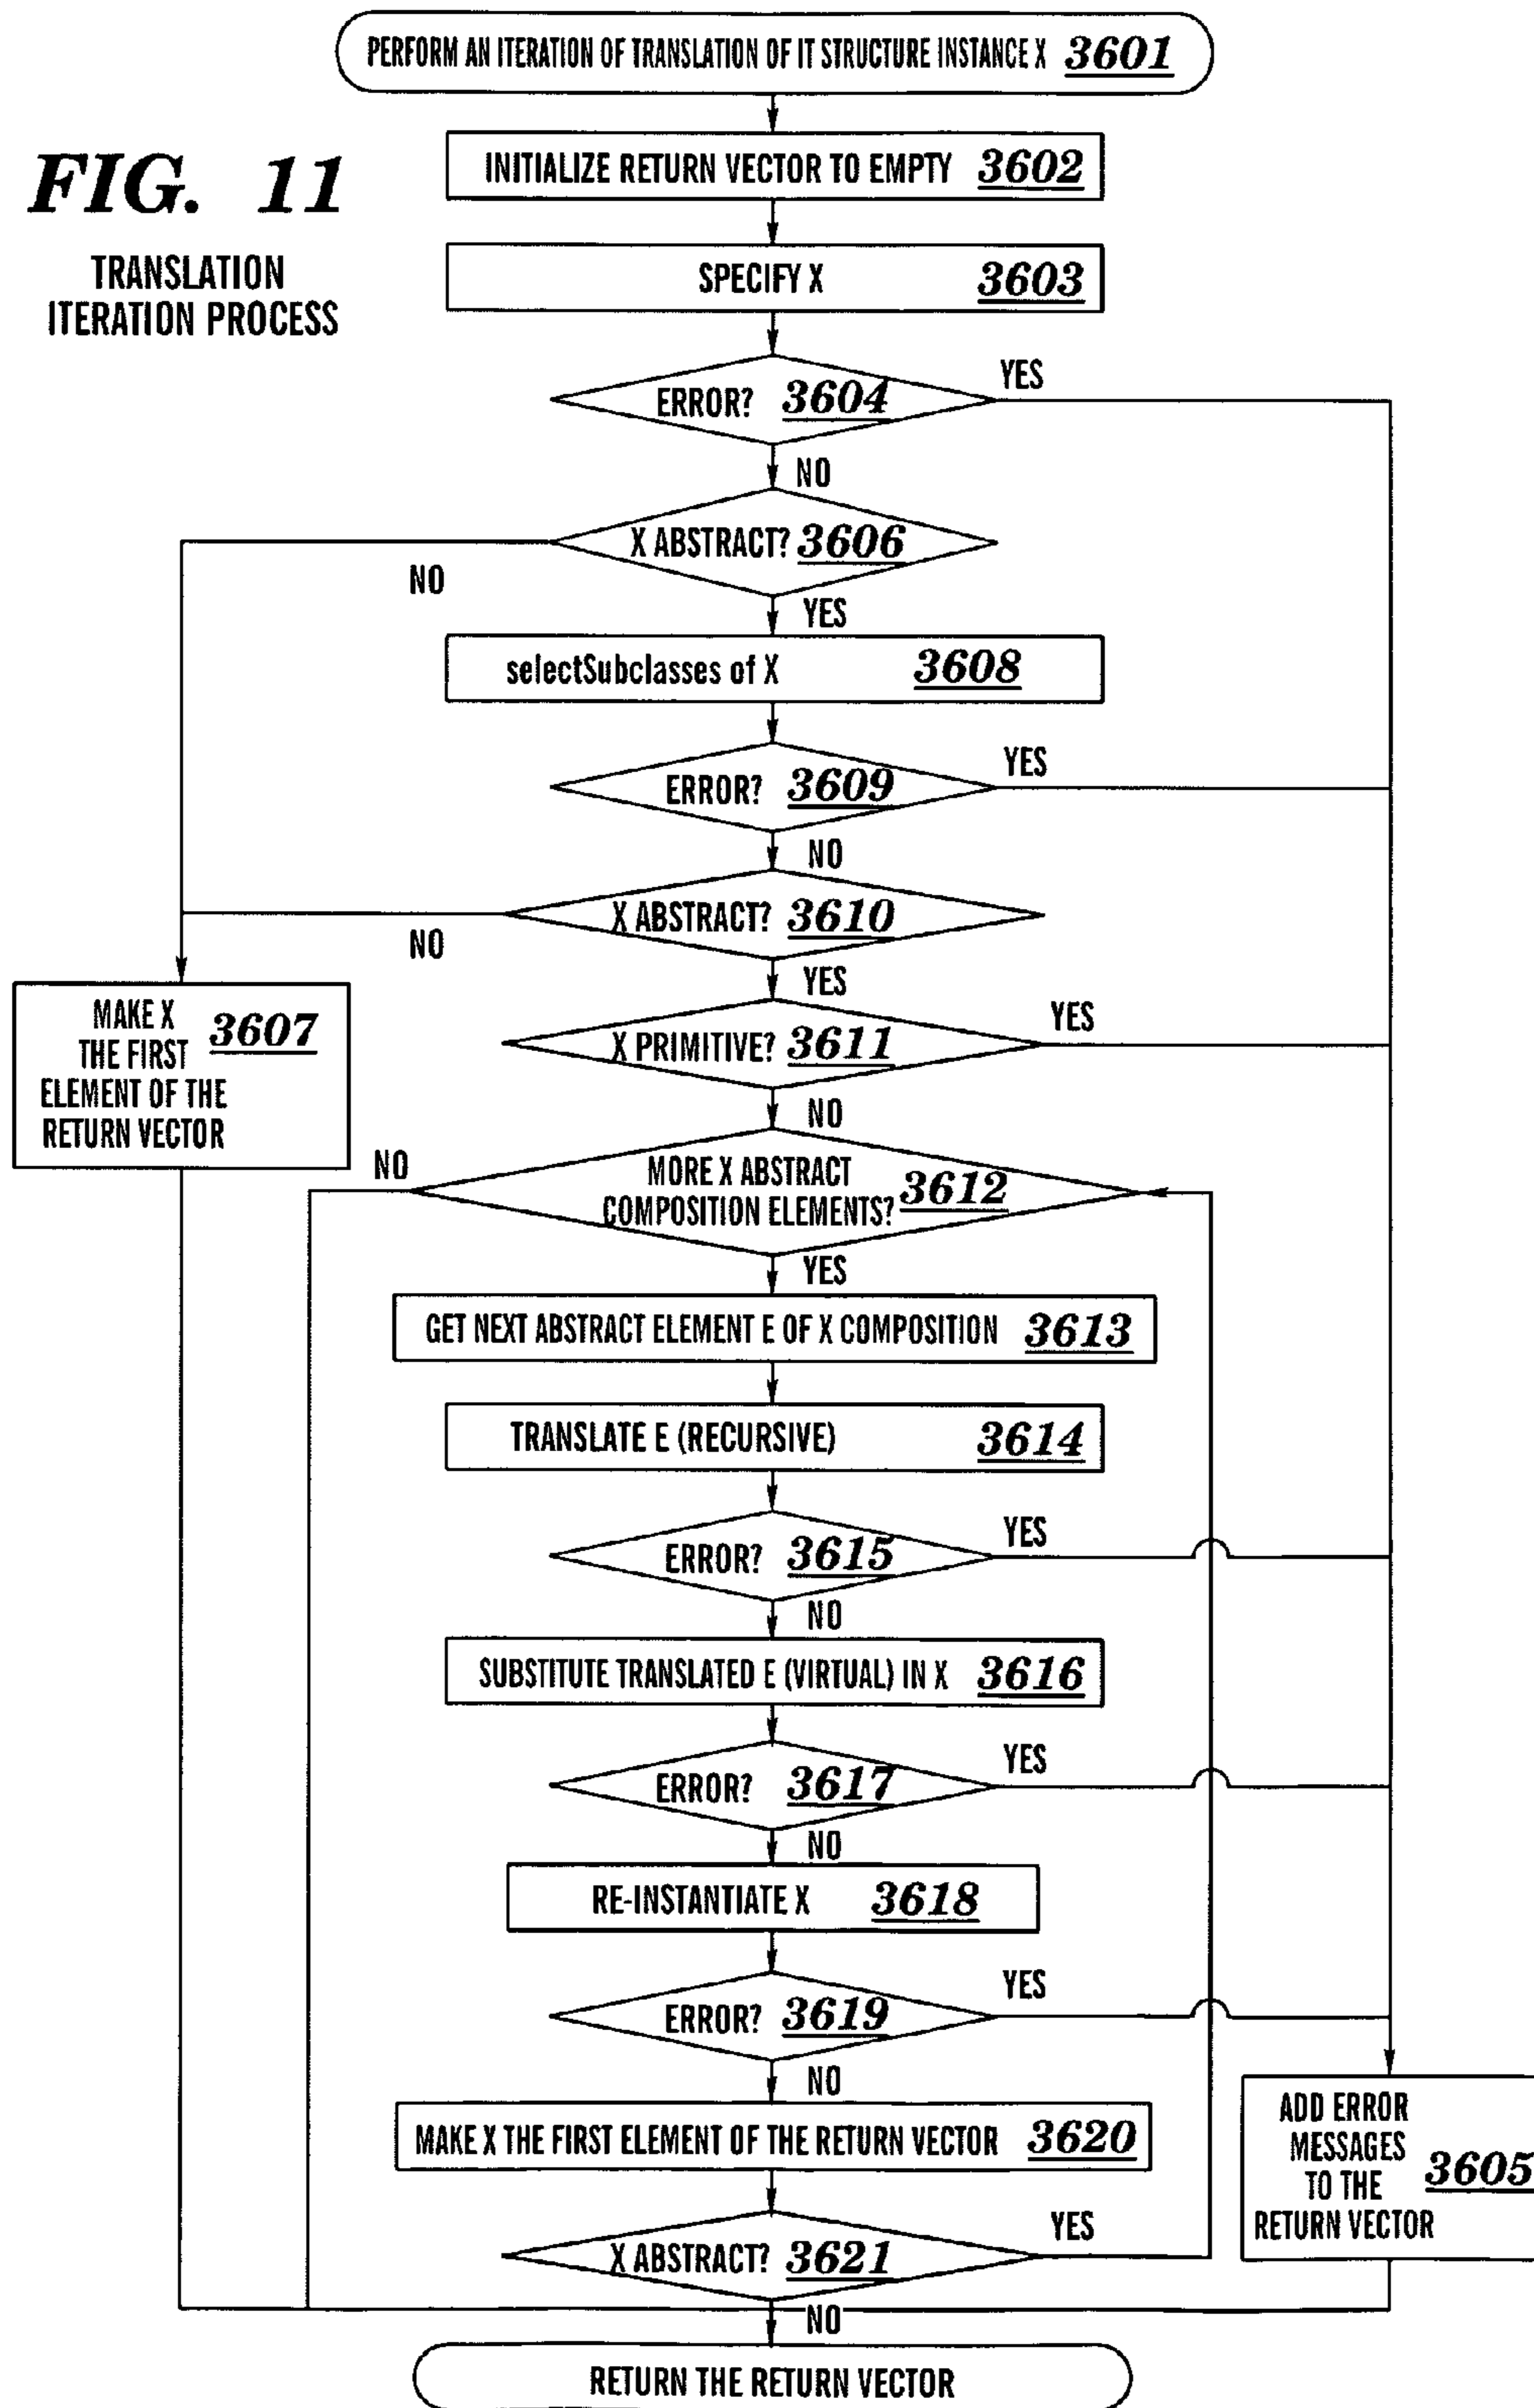 PERFORM AN ITERATION OF TRANSLATION OF IT STRUCTURE INSTANCE X 3601
FIG. 11
TRANSLATION
ITERATION PROCESS
INITIALIZE RETURN VECTOR TO EMPTY 3602
SPECIFY X 3603
ERROR? 3604
YES
NO
X ABSTRACT? 3606
NO
YES
selectSubclasses of X 3608
ERROR? 3609
YES
NO
X ABSTRACT? 3610
NO
YES
MAKE X
THE FIRST 3607
ELEMENT OF THE
RETURN VECTOR
X PRIMITIVE? 3611
YES
NO
MORE X ABSTRACT
COMPOSITION ELEMENTS? 3612
NO
YES
GET NEXT ABSTRACT ELEMENT E OF X COMPOSITION 3613
TRANSLATE E (RECURSIVE) 3614
ERROR? 3615
YES
NO
SUBSTITUTE TRANSLATED E (VIRTUAL) IN X 3616
ERROR? 3617
YES
NO
RE-INSTANTIATE X 3618
ERROR? 3619
YES
NO
MAKE X THE FIRST ELEMENT OF THE RETURN VECTOR 3620
ADD ERROR
MESSAGES
TO THE 3605
RETURN VECTOR
X ABSTRACT? 3621
YES
NO
RETURN THE RETURN VECTOR